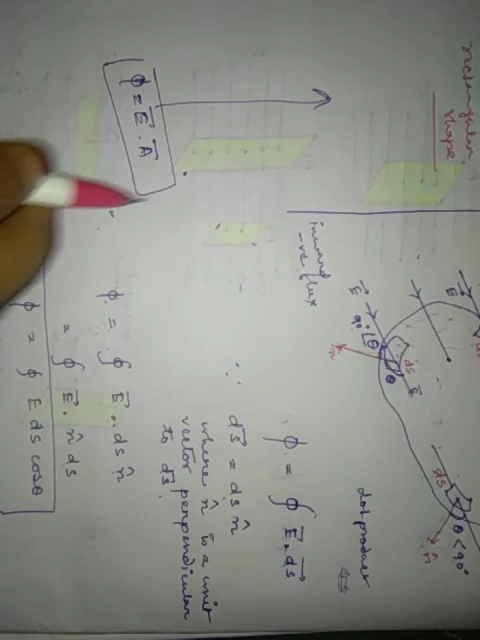 rectangular
shape
ϕ = E⃗ . A⃗
inward
-ve flux
E⃗
E⃗
90°
θ
ds
θ
n̂
ds
θ < 90°
n̂
dot product
ϕ = ∮ E⃗ . ds⃗
∵ ds⃗ = ds n̂
where n̂ is a unit
vector perpendicular
to ds⃗.
ϕ = ∮ E⃗ . ds n̂
= ∮ E⃗ . n̂ ds
ϕ = ∮ E ds cosθ